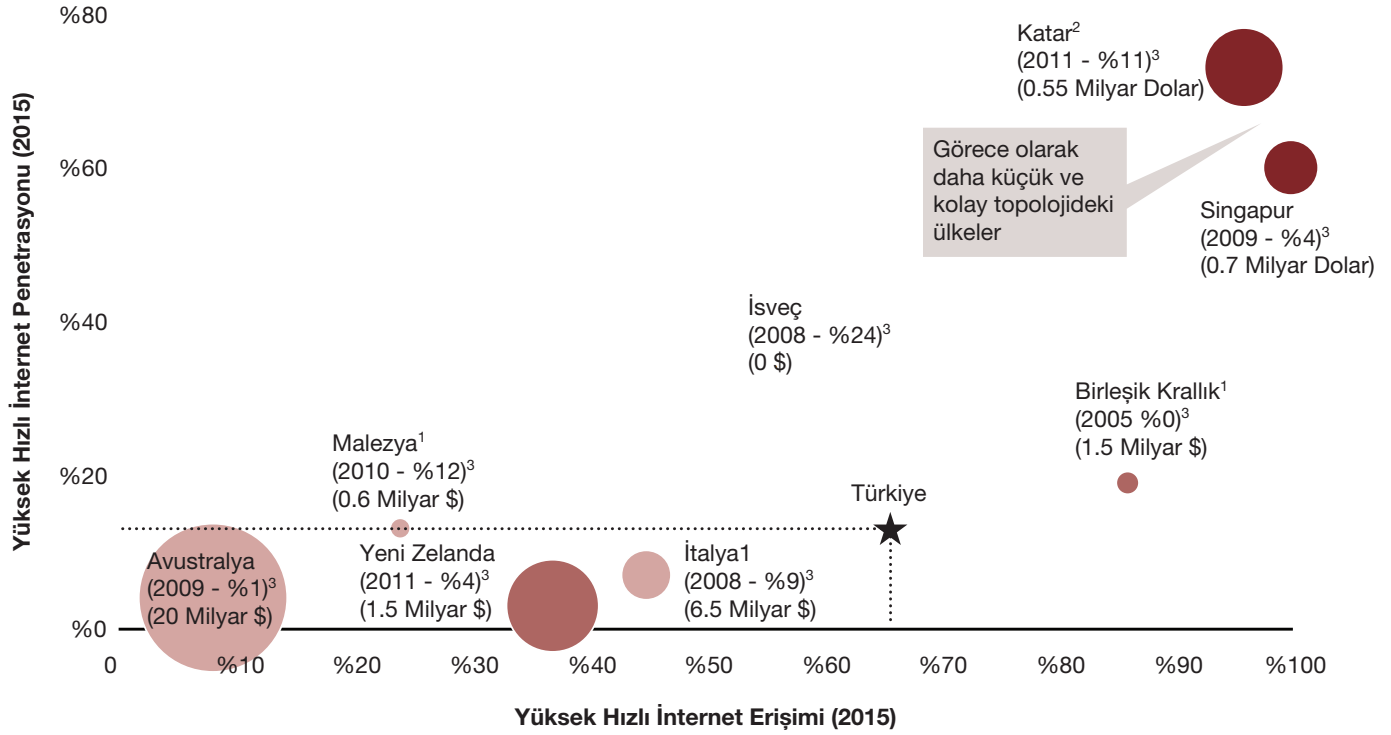 %80
Katar²
(2011 - %11)³
(0.55 Milyar Dolar)
Yüksek Hızlı İnternet Penetrasyonu (2015)
%60
Görece olarak
daha küçük ve
kolay topolojideki
ülkeler
Singapur
(2009 - %4)³
(0.7 Milyar Dolar)
%40
İsveç
(2008 - %24)³
(0 $)
Birleşik Krallık¹
(2005 %0)³
(1.5 Milyar $)
%20
Malezya¹
(2010 - %12)³
(0.6 Milyar $)
Türkiye
Avustralya
(2009 - %1)³
(20 Milyar $)
Yeni Zelanda
(2011 - %4)³
(1.5 Milyar $)
İtalya1
(2008 - %9)³
(6.5 Milyar $)
%0
0 %10 %20 %30 %40 %50 %60 %70 %80 %90 %100
Yüksek Hızlı İnternet Erişimi (2015)